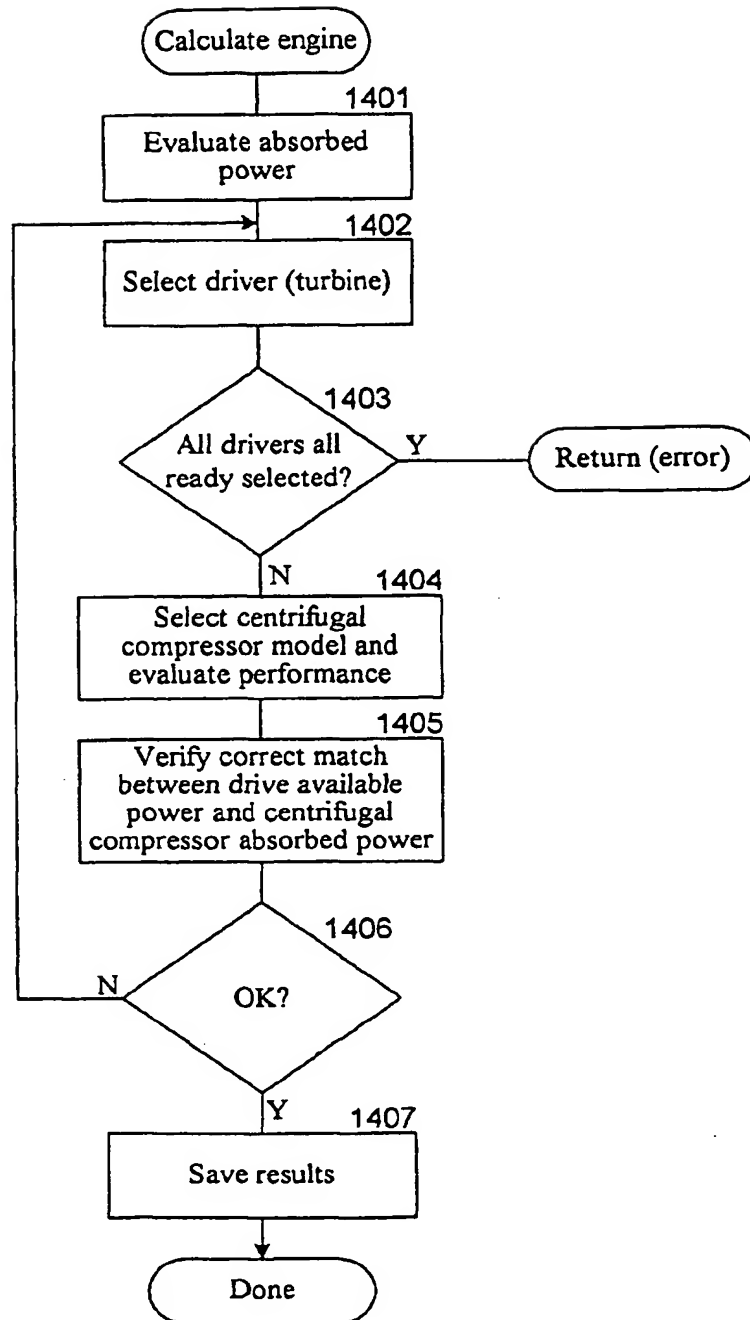 Calculate engine
1401
Evaluate absorbed
power
1402
Select driver (turbine)
1403
All drivers all
ready selected?
Y
Return (error)
N
1404
Select centrifugal
compressor model and
evaluate performance
1405
Verify correct match
between drive available
power and centrifugal
compressor absorbed power
1406
N
OK?
Y
1407
Save results
Done